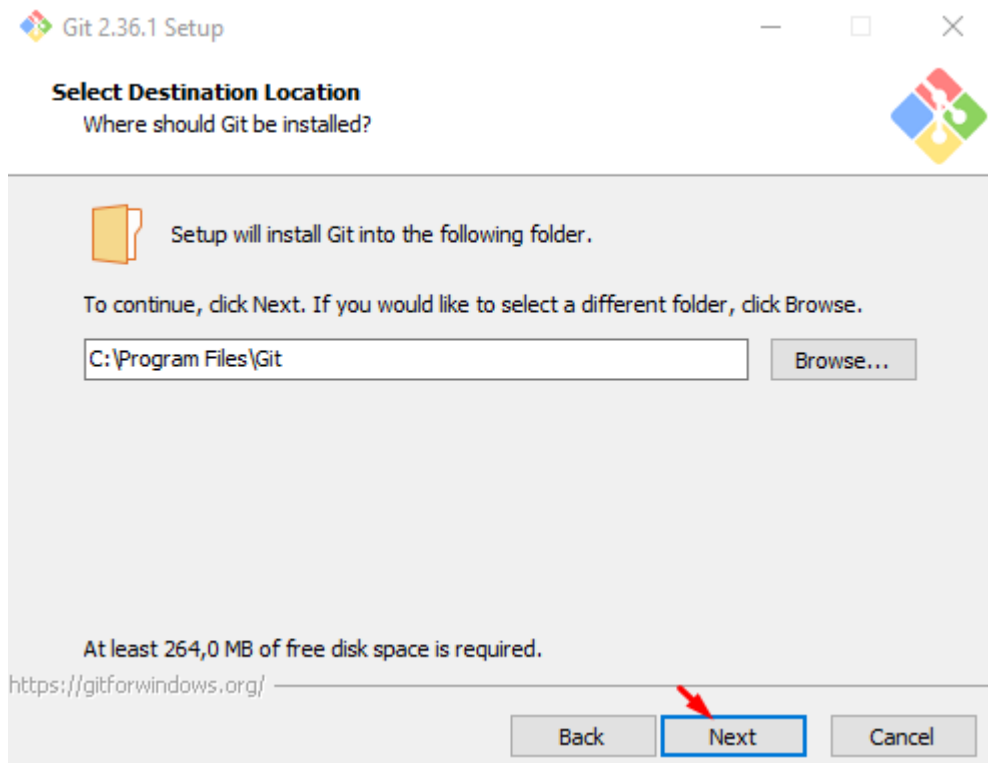 Git 2.36.1 Setup
Select Destination Location
Where should Git be installed?
Setup will install Git into the following folder.
To continue, click Next. If you would like to select a different folder, click Browse.
C:\Program Files\Git
Browse...
At least 264,0 MB of free disk space is required.
https://gitforwindows.org/
Back Next Cancel